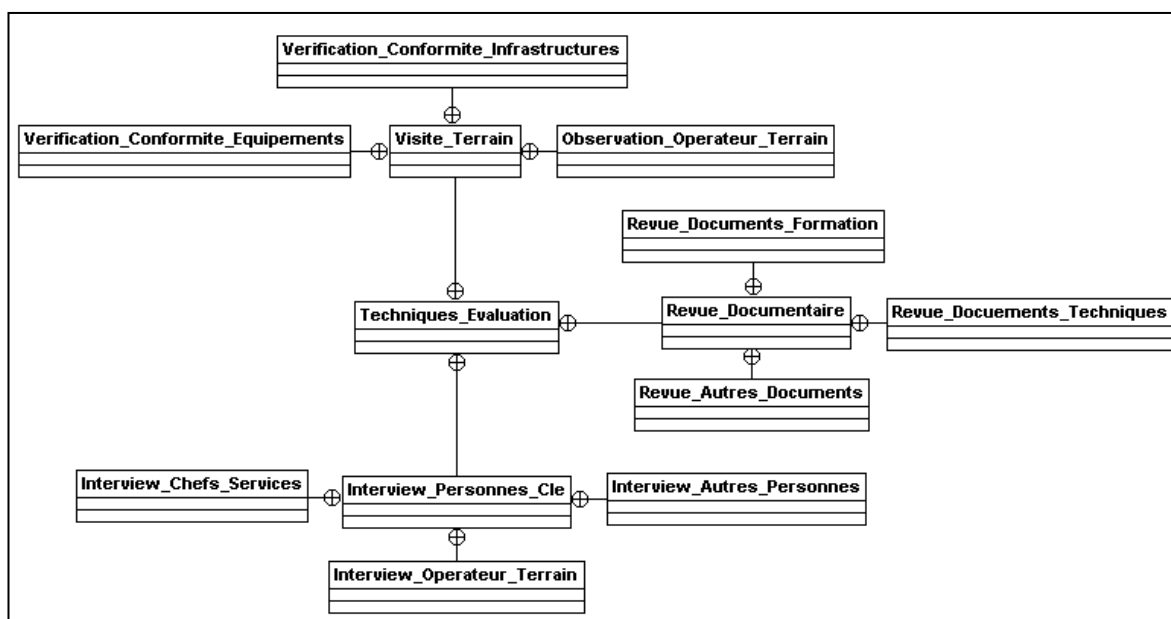 Verification_Conformite_Infrastructures
Verification_Conformite_Equipements
Visite_Terrain
Observation_Operateur_Terrain
Revue_Documents_Formation
Techniques_Evaluation
Revue_Documentaire
Revue_Docuements_Techniques
Revue_Autres_Documents
Interview_Chefs_Services
Interview_Personnes_Cle
Interview_Autres_Personnes
Interview_Operateur_Terrain